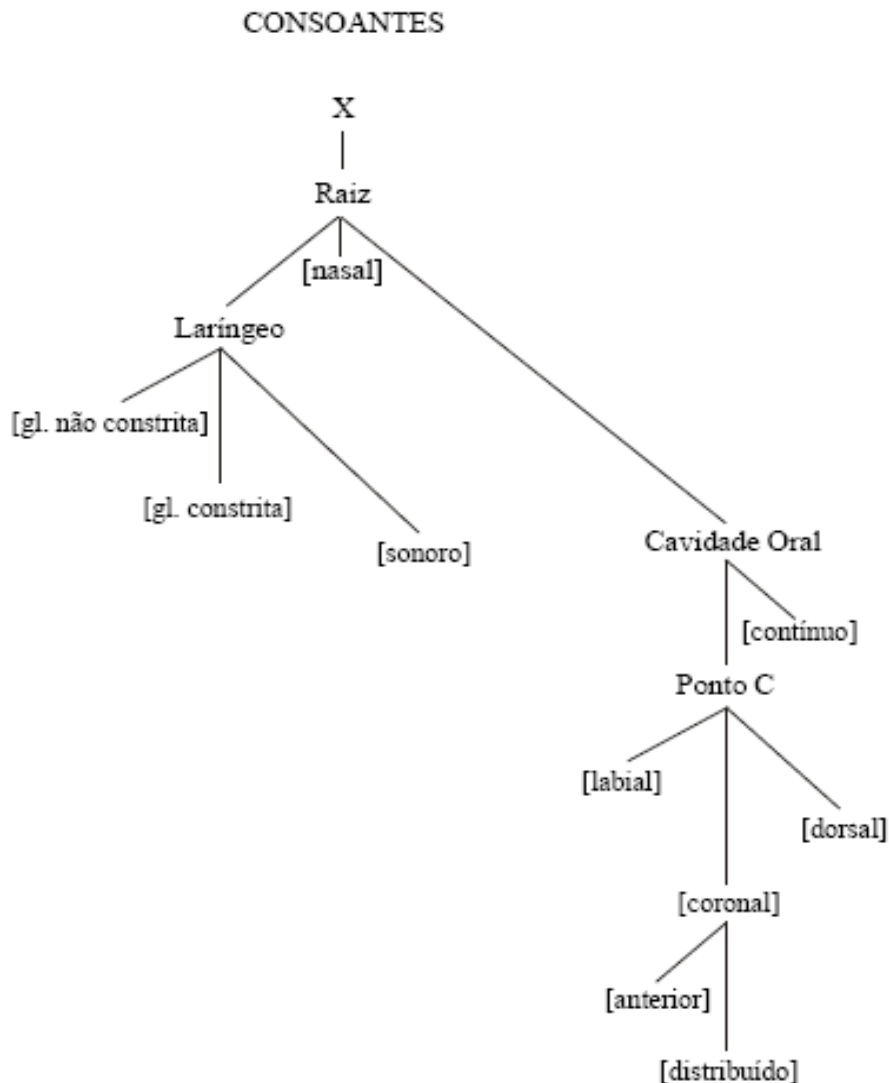 CONSOANTES
X
Raiz
[nasal]
Laríngeo
[gl. não constrita]
[gl. constrita]
[sonoro]
Cavidade Oral
[contínuo]
Ponto C
[labial]
[dorsal]
[coronal]
[anterior]
[distribuído]